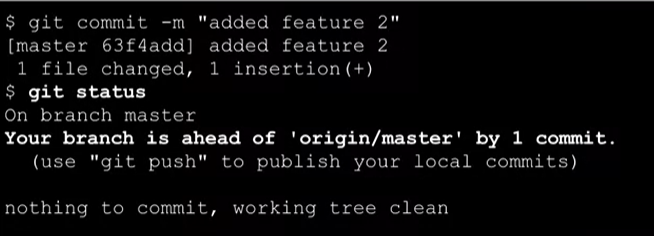 $ git commit -m "added feature 2"
[master 63f4add] added feature 2
 1 file changed, 1 insertion(+)
$ git status
On branch master
Your branch is ahead of 'origin/master' by 1 commit.
  (use "git push" to publish your local commits)

nothing to commit, working tree clean